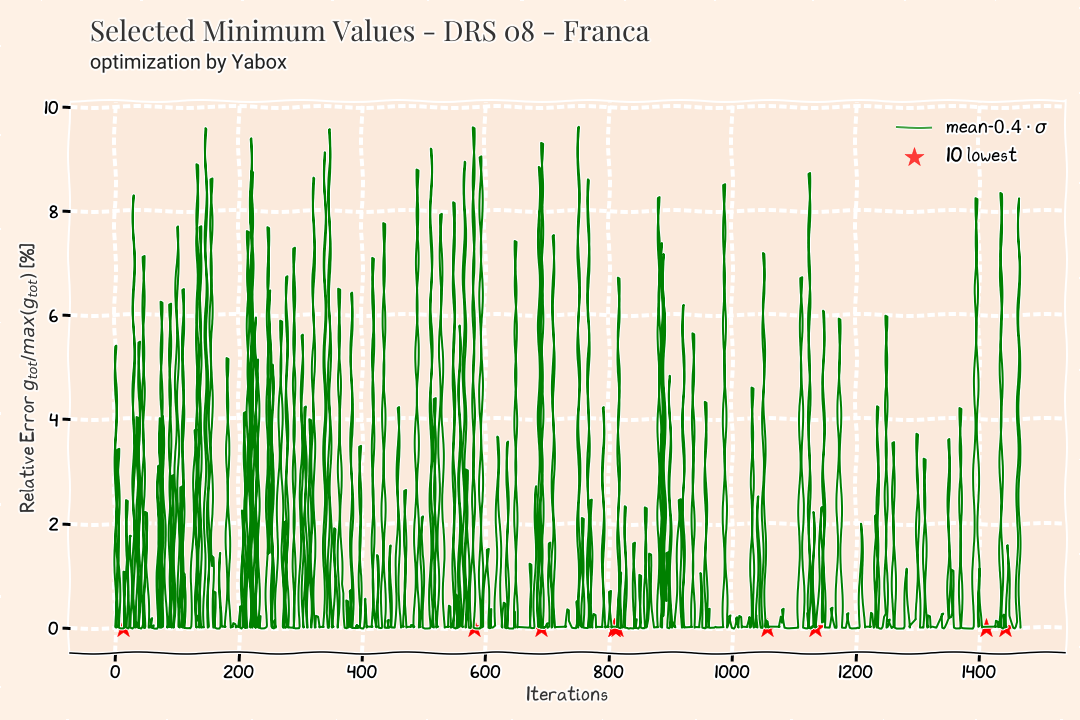 Selected Minimum Values - DRS 08 - Franca
optimization by Yabox
mean-0.4 · σ
10 lowest
Relative Error g_tot/max(g_tot) [%]
10
8
6
4
2
0
0 200 400 600 800 1000 1200 1400
Iterations